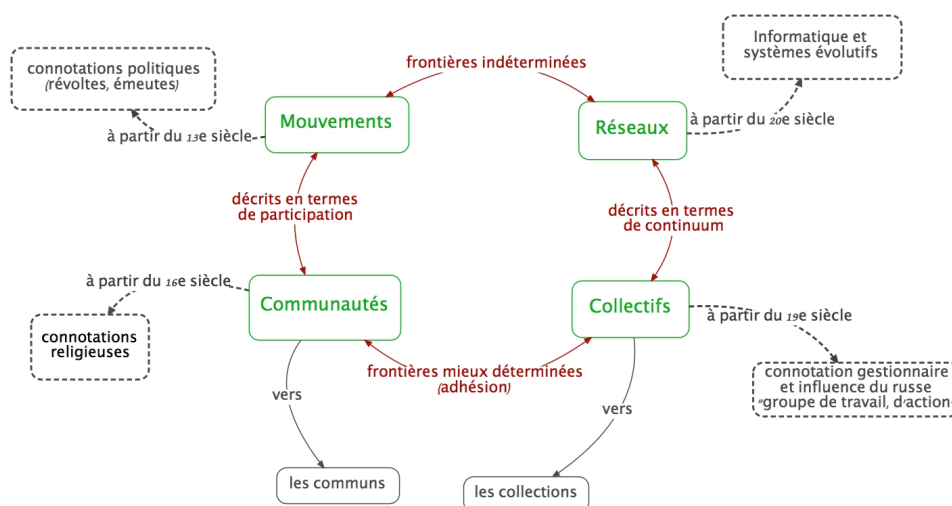 Informatique et
systèmes évolutifs
connotations politiques
(révoltes, émeutes)
frontières indéterminées
Mouvements
Réseaux
à partir du 13e siècle
à partir du 20e siècle
décrits en termes
de participation
décrits en termes
de continuum
à partir du 16e siècle
Communautés
Collectifs
à partir du 19e siècle
connotations
religieuses
frontières mieux déterminées
(adhésion)
connotation gestionnaire
et influence du russe
"groupe de travail, d'action
vers
vers
les communs
les collections